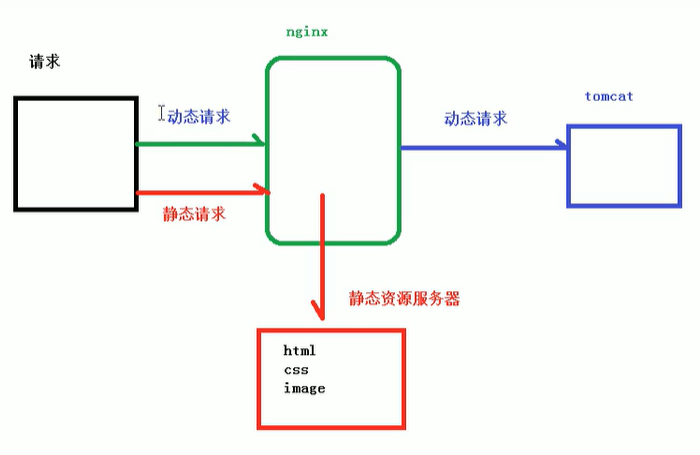 nginx
请求
tomcat
动态请求
动态请求
静态请求
静态资源服务器
html
css
image